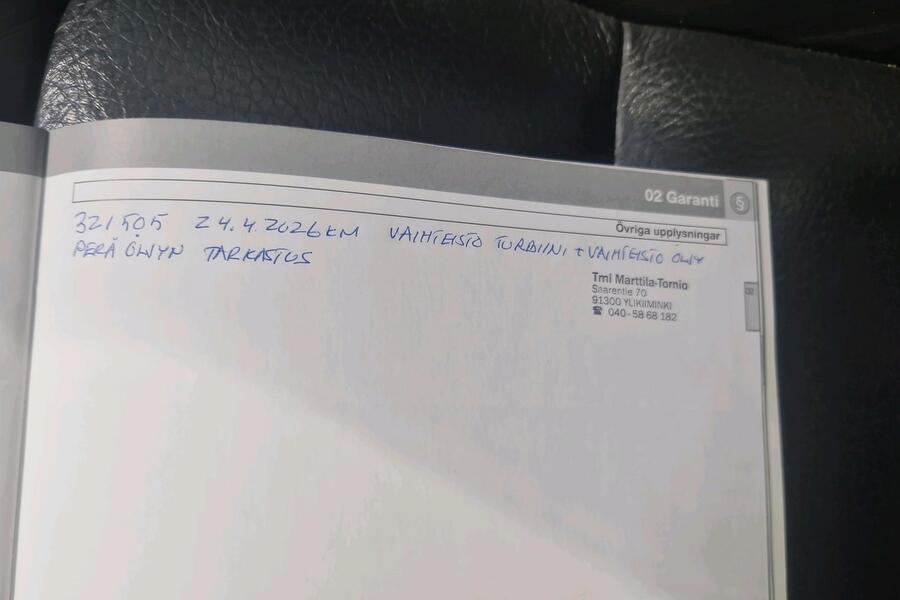 02 Garanti §
Övriga upplysningar
321505 24.4.2026 KM VAIHTEISTO TURBIINI + VAIHTEISTO ÖLJY
PERÄ ÖLJYN TARKASTUS
Tmi Marttila-Tornio
Saarentie 70
91300 YLIKIIMINKI
☎ 040-58 68 182
02